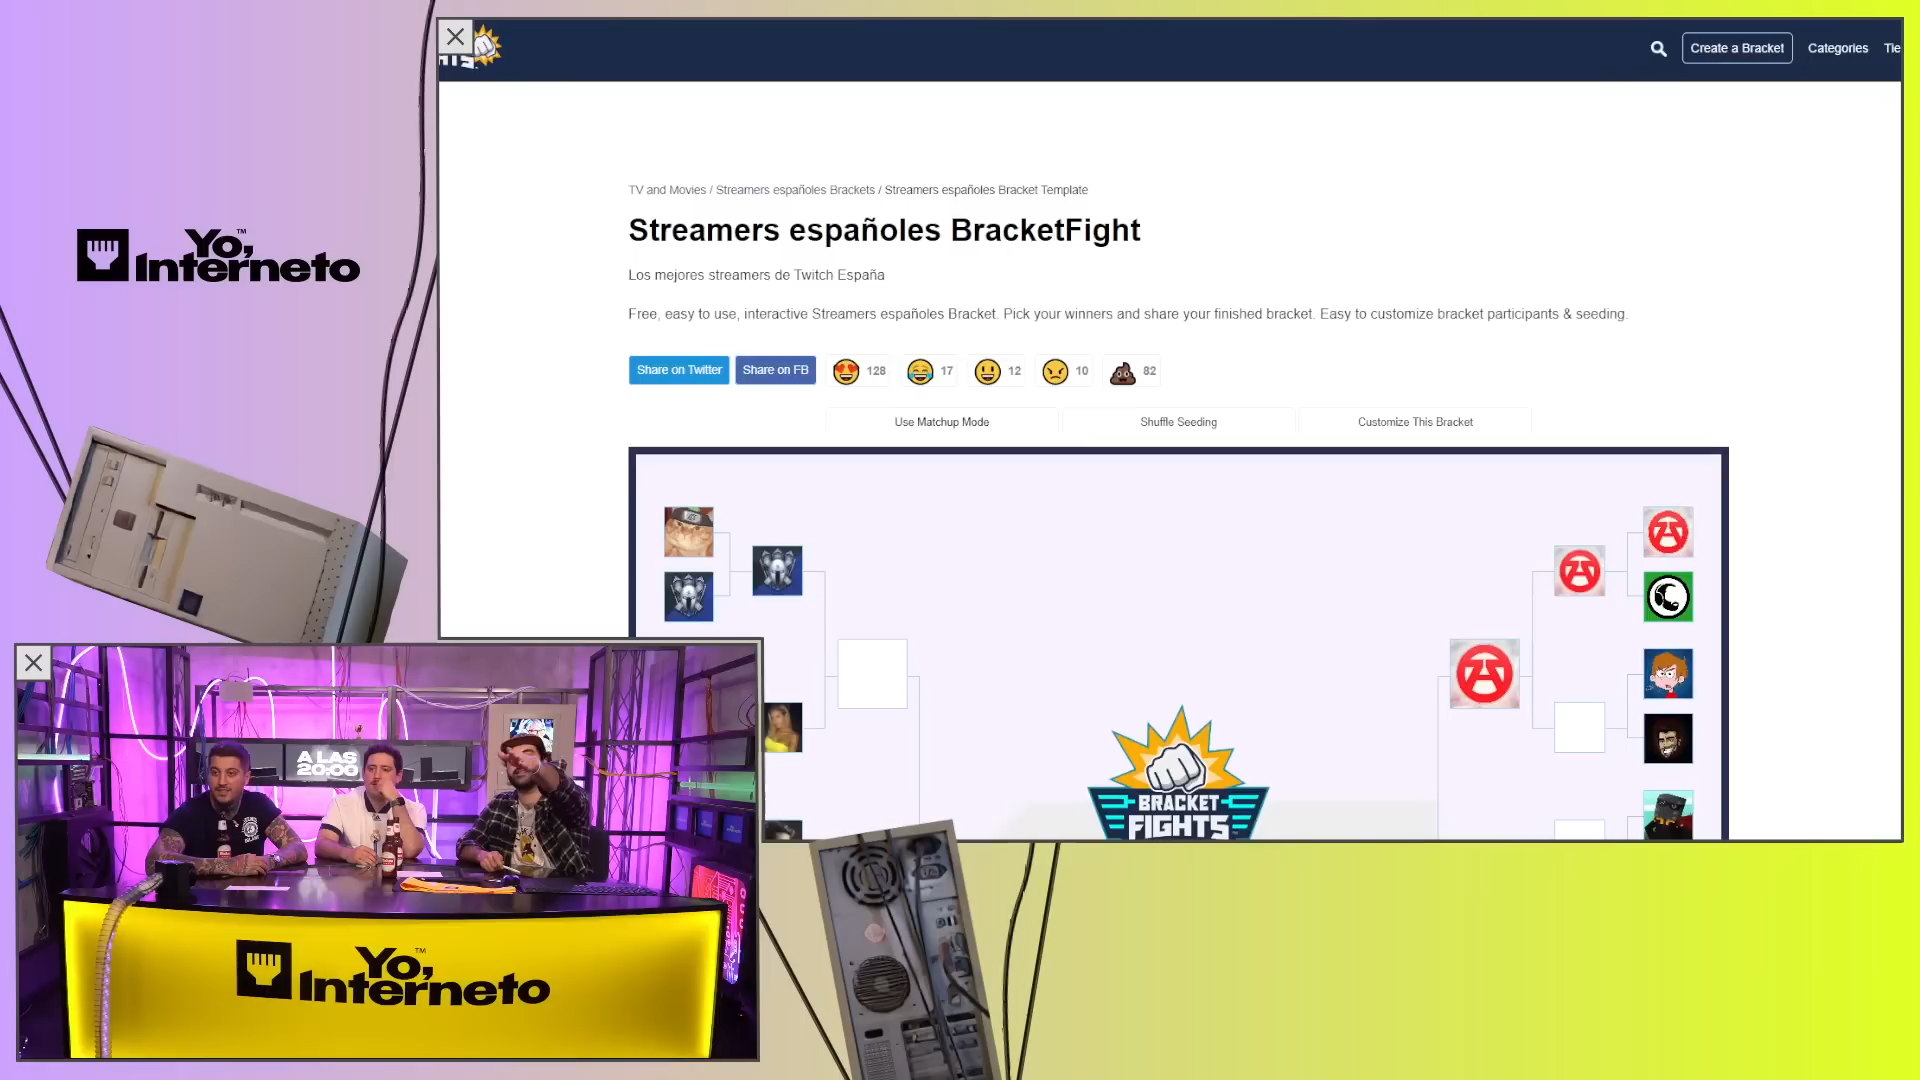 Create a Bracket
Categories
Tie
TV and Movies / Streamers españoles Brackets / Streamers españoles Bracket Template
Streamers españoles BracketFight
Los mejores streamers de Twitch España
Free, easy to use, interactive Streamers españoles Bracket. Pick your winners and share your finished bracket. Easy to customize bracket participants & seeding.
Share on Twitter
Share on FB
128
17
12
10
82
Use Matchup Mode
Shuffle Seeding
Customize This Bracket
BRACKET
FIGHTS
Yo,™
Interneto
A LAS
20:00
Yo,™
Interneto